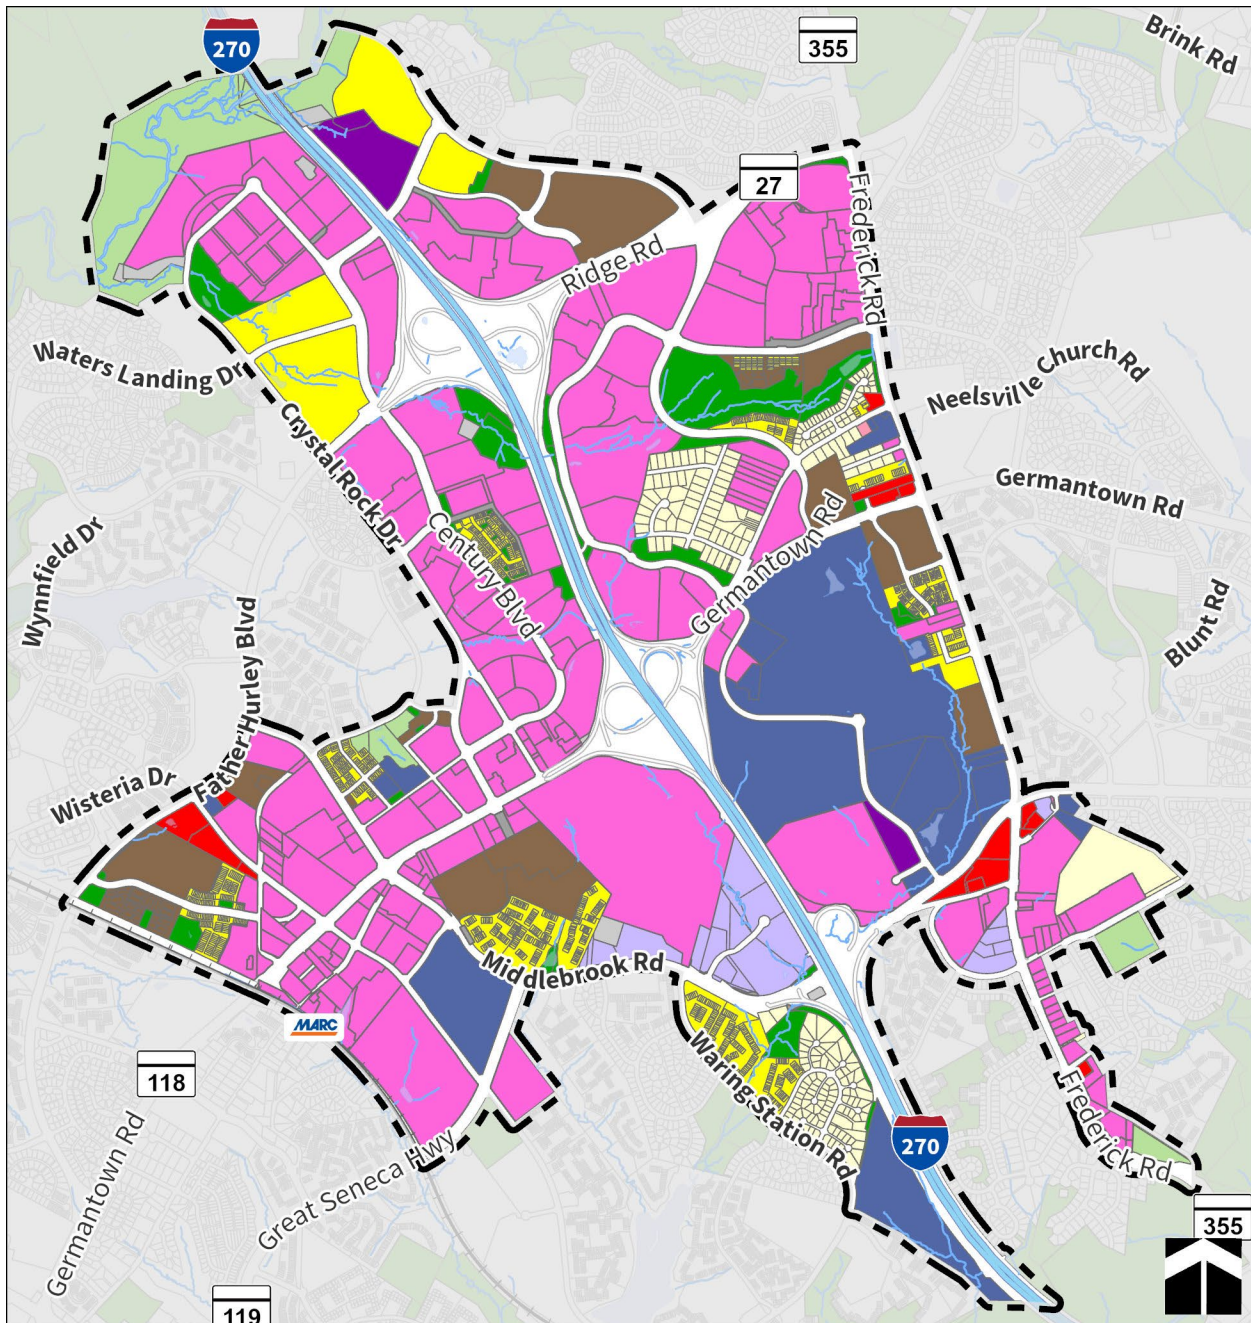 Brink Rd
270
355
27
Frederick Rd
Ridge Rd
Waters Landing Dr
Neelsville Church Rd
Crystal Rock Dr
Germantown Rd
Century Blvd
Germantown Rd
Wynnfield Dr
Blunt Rd
Father Hurley Blvd
Wisteria Dr
Middlebrook Rd
MARC
Waring Station Rd
118
Frederick Rd
270
Germantown Rd
Great Seneca Hwy
355
119